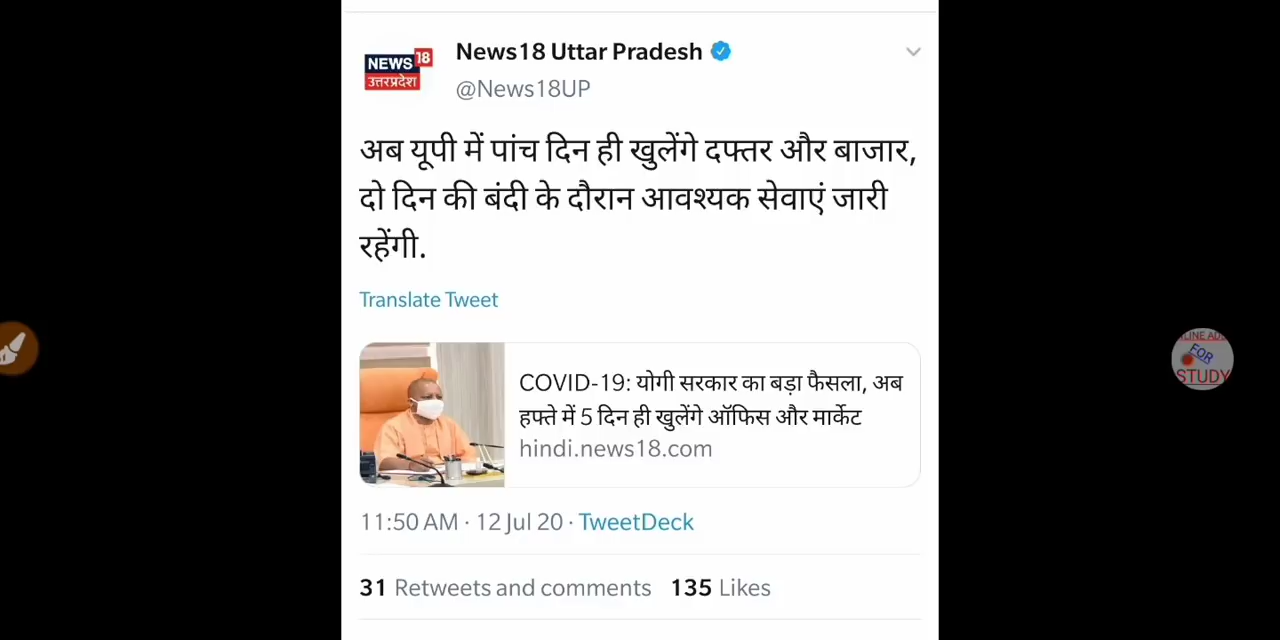 NEWS 18
उत्तरप्रदेश
News18 Uttar Pradesh
@News18UP
अब यूपी में पांच दिन ही खुलेंगे दफ्तर और बाजार,
दो दिन की बंदी के दौरान आवश्यक सेवाएं जारी
रहेंगी.
Translate Tweet
COVID-19: योगी सरकार का बड़ा फैसला, अब
हफ्ते में 5 दिन ही खुलेंगे ऑफिस और मार्केट
hindi.news18.com
11:50 AM · 12 Jul 20 · TweetDeck
31 Retweets and comments 135 Likes
FOR
STUDY